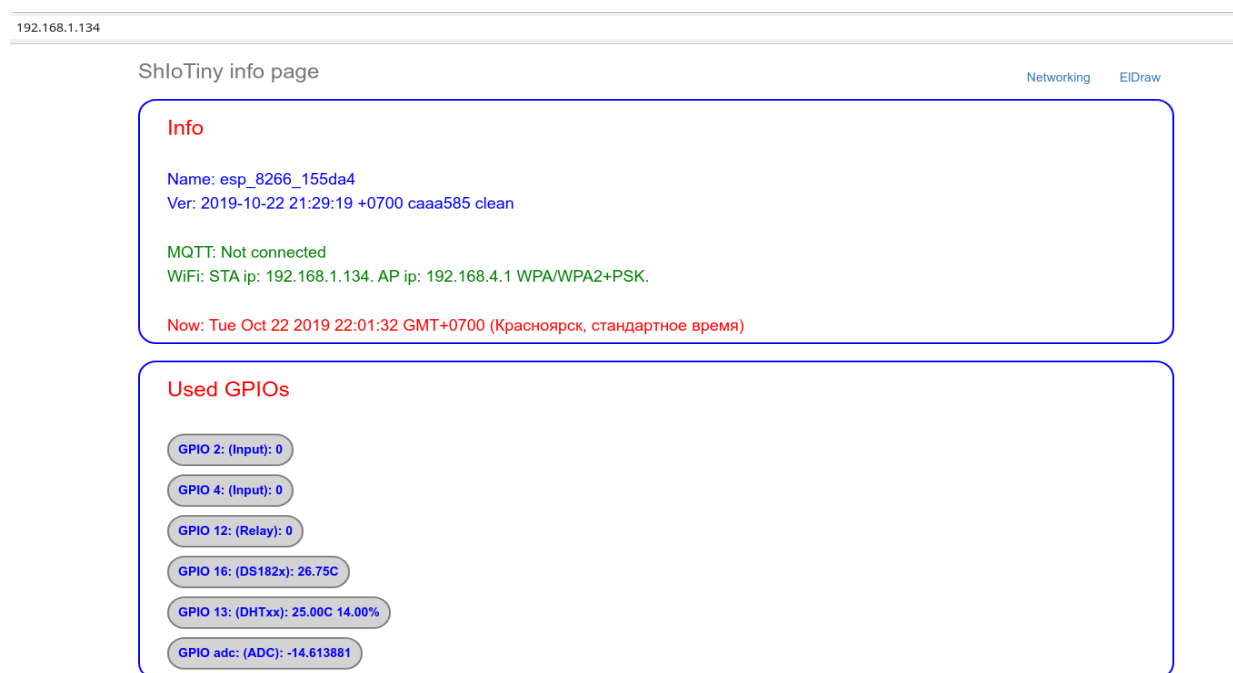 192.168.1.134
ShIoTiny info page
Networking ElDraw
Info
Name: esp_8266_155da4
Ver: 2019-10-22 21:29:19 +0700 caaa585 clean
MQTT: Not connected
WiFi: STA ip: 192.168.1.134. AP ip: 192.168.4.1 WPA/WPA2+PSK.
Now: Tue Oct 22 2019 22:01:32 GMT+0700 (Красноярск, стандартное время)
Used GPIOs
GPIO 2: (Input): 0
GPIO 4: (Input): 0
GPIO 12: (Relay): 0
GPIO 16: (DS182x): 26.75C
GPIO 13: (DHTxx): 25.00C 14.00%
GPIO adc: (ADC): -14.613881